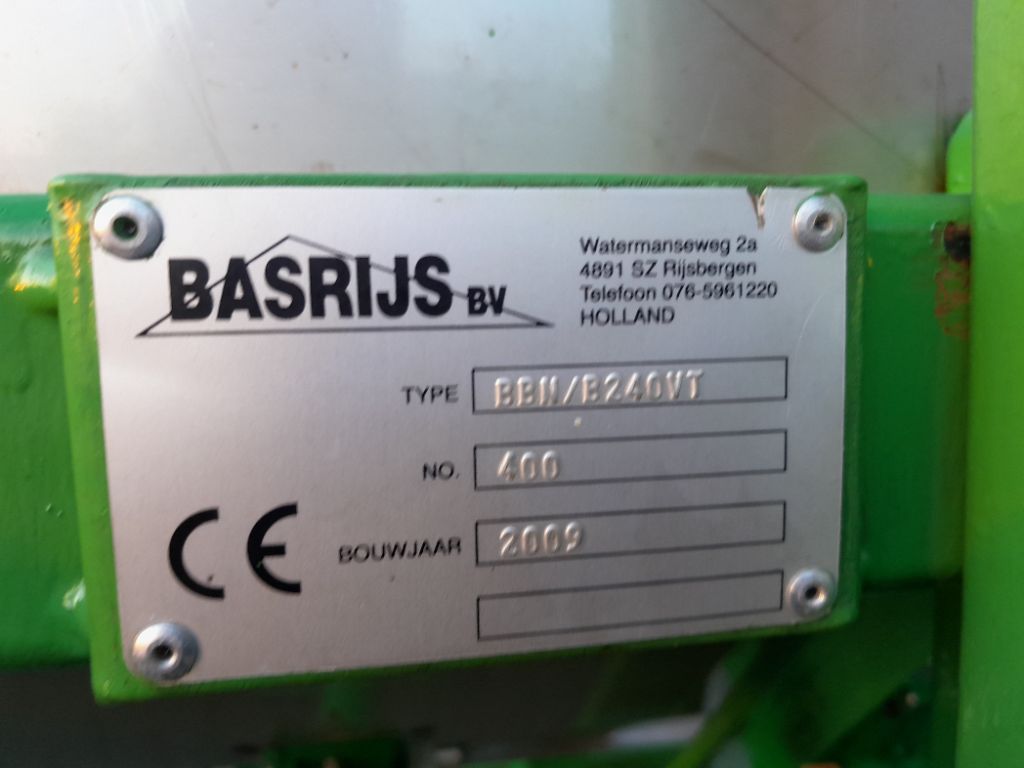 BASRIJS BV
Watermanseweg 2a
4891 SZ Rijsbergen
Telefoon 076-5961220
HOLLAND
TYPE BBN/B240VT
NO. 400
CE
BOUWJAAR 2009